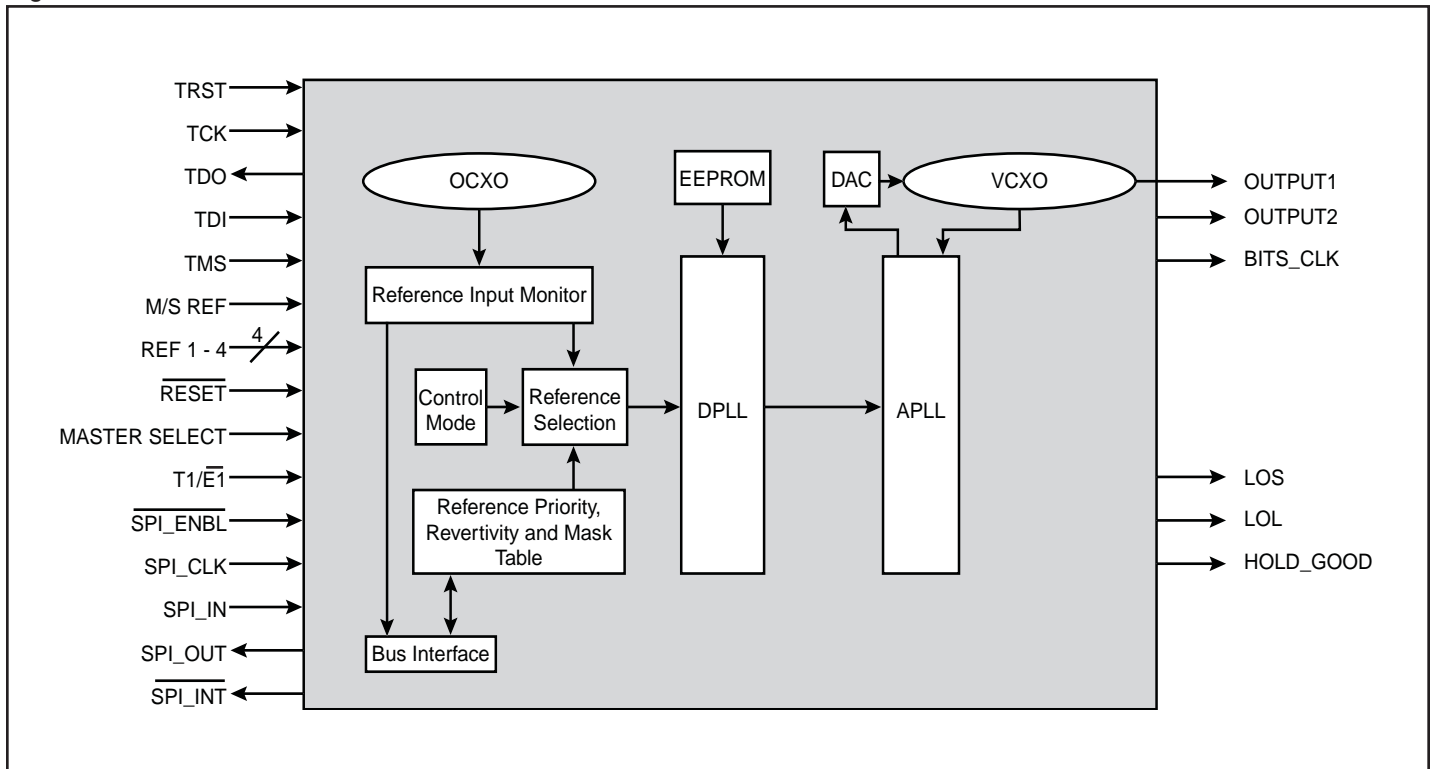 TRST
TCK
TDO
TDI
TMS
M/S REF
REF 1 - 4
4
RESET
MASTER SELECT
T1/E1
SPI_ENBL
SPI_CLK
SPI_IN
SPI_OUT
SPI_INT
OCXO
Reference Input Monitor
Control
Mode
Reference
Selection
Reference Priority,
Revertivity and Mask
Table
Bus Interface
EEPROM
DPLL
DAC
VCXO
APLL
OUTPUT1
OUTPUT2
BITS_CLK
LOS
LOL
HOLD_GOOD